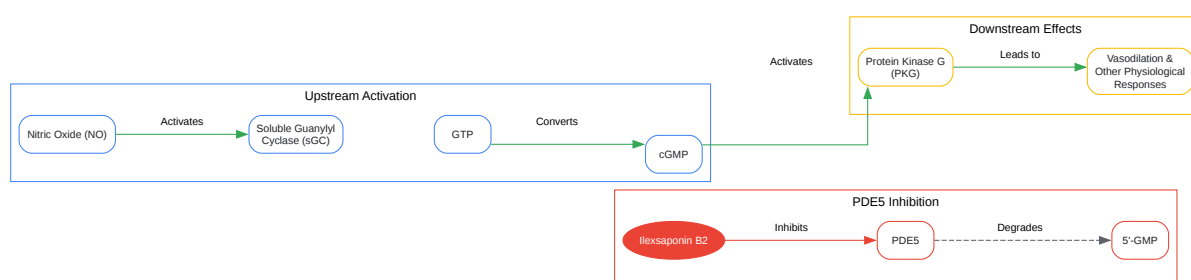 Downstream Effects
Activates
Protein Kinase G
(PKG)
Leads to
Vasodilation &
Other Physiological
Responses
Upstream Activation
Nitric Oxide (NO)
Activates
Soluble Guanylyl
Cyclase (sGC)
GTP
Converts
cGMP
PDE5 Inhibition
Ilexsaponin B2
Inhibits
PDE5
Degrades
5'-GMP